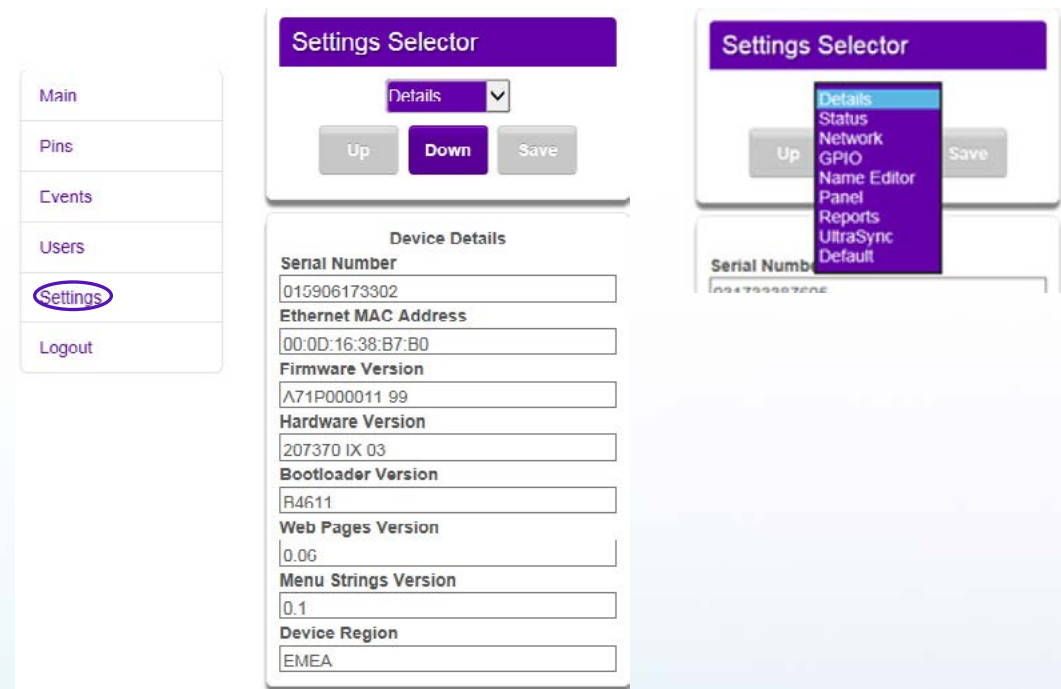 Main
Pins
Events
Users
Settings
Logout
Settings Selector
Details
Up Down Save
Device Details
Serial Number
015906173302
Ethernet MAC Address
00:0D:16:38:B7:B0
Firmware Version
A71P000011 99
Hardware Version
207370 IX 03
Bootloader Version
B4611
Web Pages Version
0.06
Menu Strings Version
0.1
Device Region
EMEA
Settings Selector
Details
Status
Network
GPIO
Name Editor
Panel
Reports
UltraSync
Default
Up Save
Serial